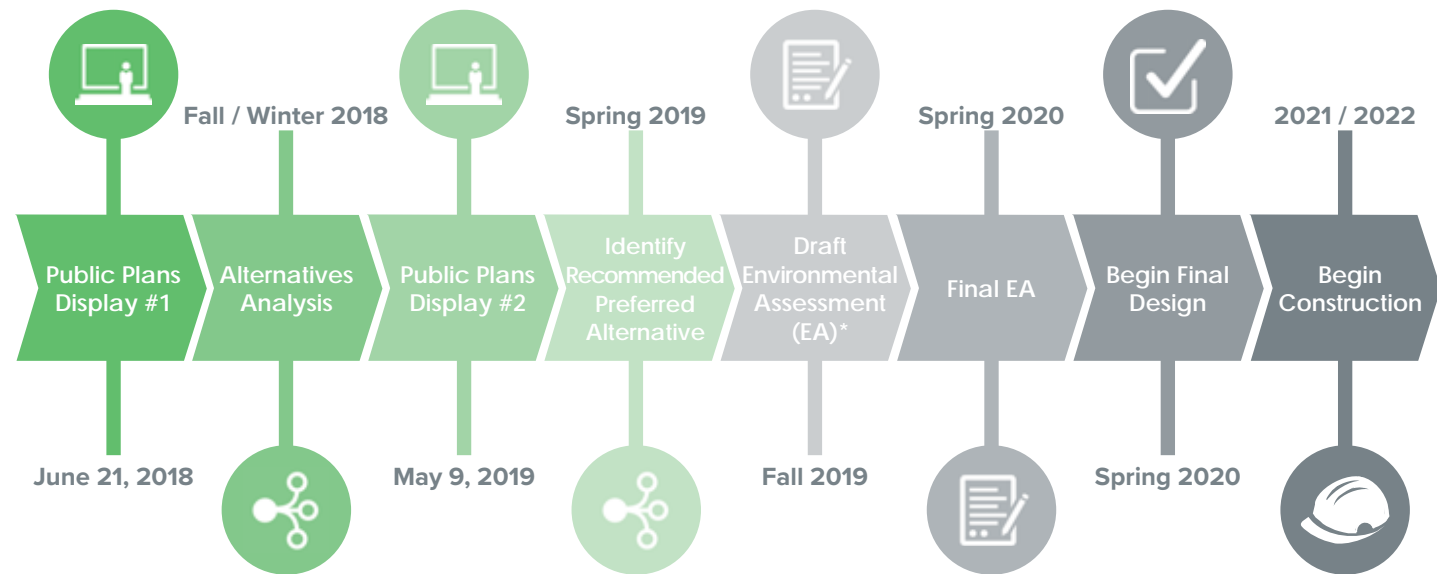 Fall / Winter 2018
Spring 2019
Spring 2020
2021 / 2022
Public Plans
Display #1
Alternatives
Analysis
Public Plans
Display #2
Identify
Recommended
Preferred
Alternative
Draft
Environmental
Assessment
(EA)*
Final EA
Begin Final
Design
Begin
Construction
June 21, 2018
May 9, 2019
Fall 2019
Spring 2020